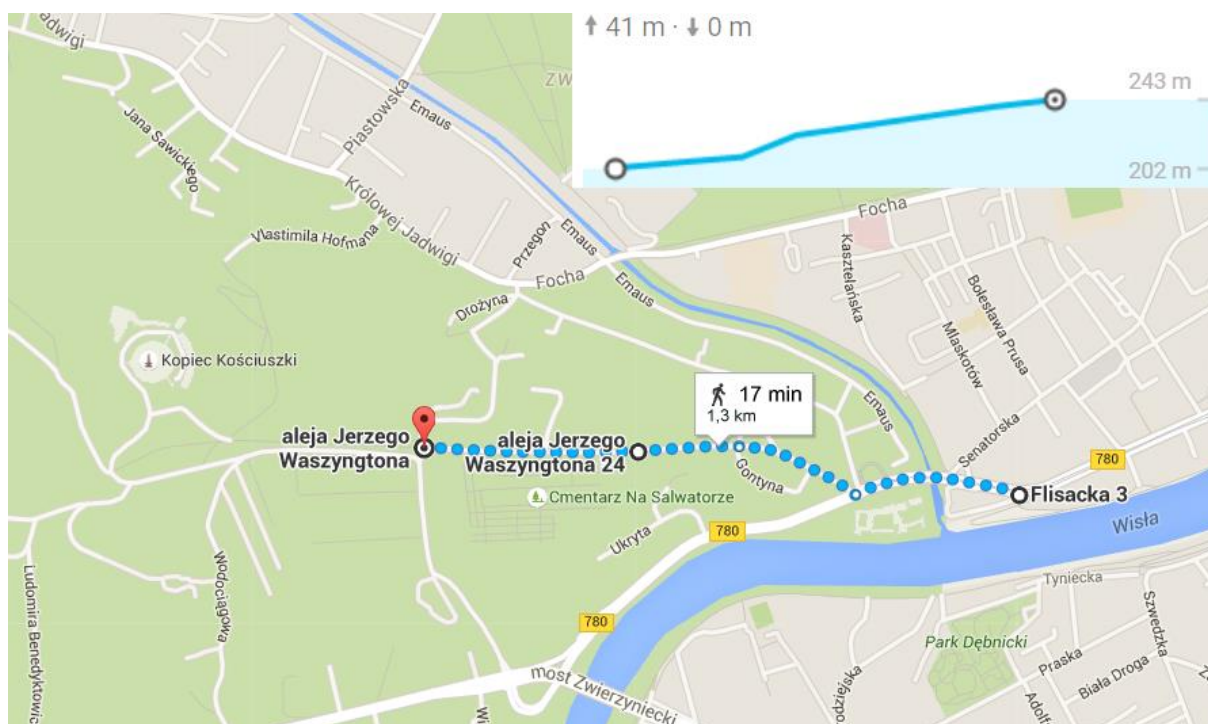 ↑ 41 m · ↓ 0 m
243 m
202 m
Jadwigi
Emaus
Piastowska
Jana Sawickiego
Królowej Jadwigi
Vlastimila Hofmana
Przegon
Emaus
Focha
Focha
Emaus
Kasztelańska
Bolesława Prusa
Mlaskotów
Drożyna
Kopiec Kościuszki
17 min
1,3 km
Emaus
Senatorska
aleja Jerzego
Waszyngtona
aleja Jerzego
Waszyngtona 24
Gontyna
780
Flisacka 3
Cmentarz Na Salwatorze
Wisła
780
Ukryta
Tyniecka
Szwedzka
Wodociągowa
Ludomira Benedyktowic
780
Park Dębnicki
Praska
Biała Droga
most Zwierzyniecki